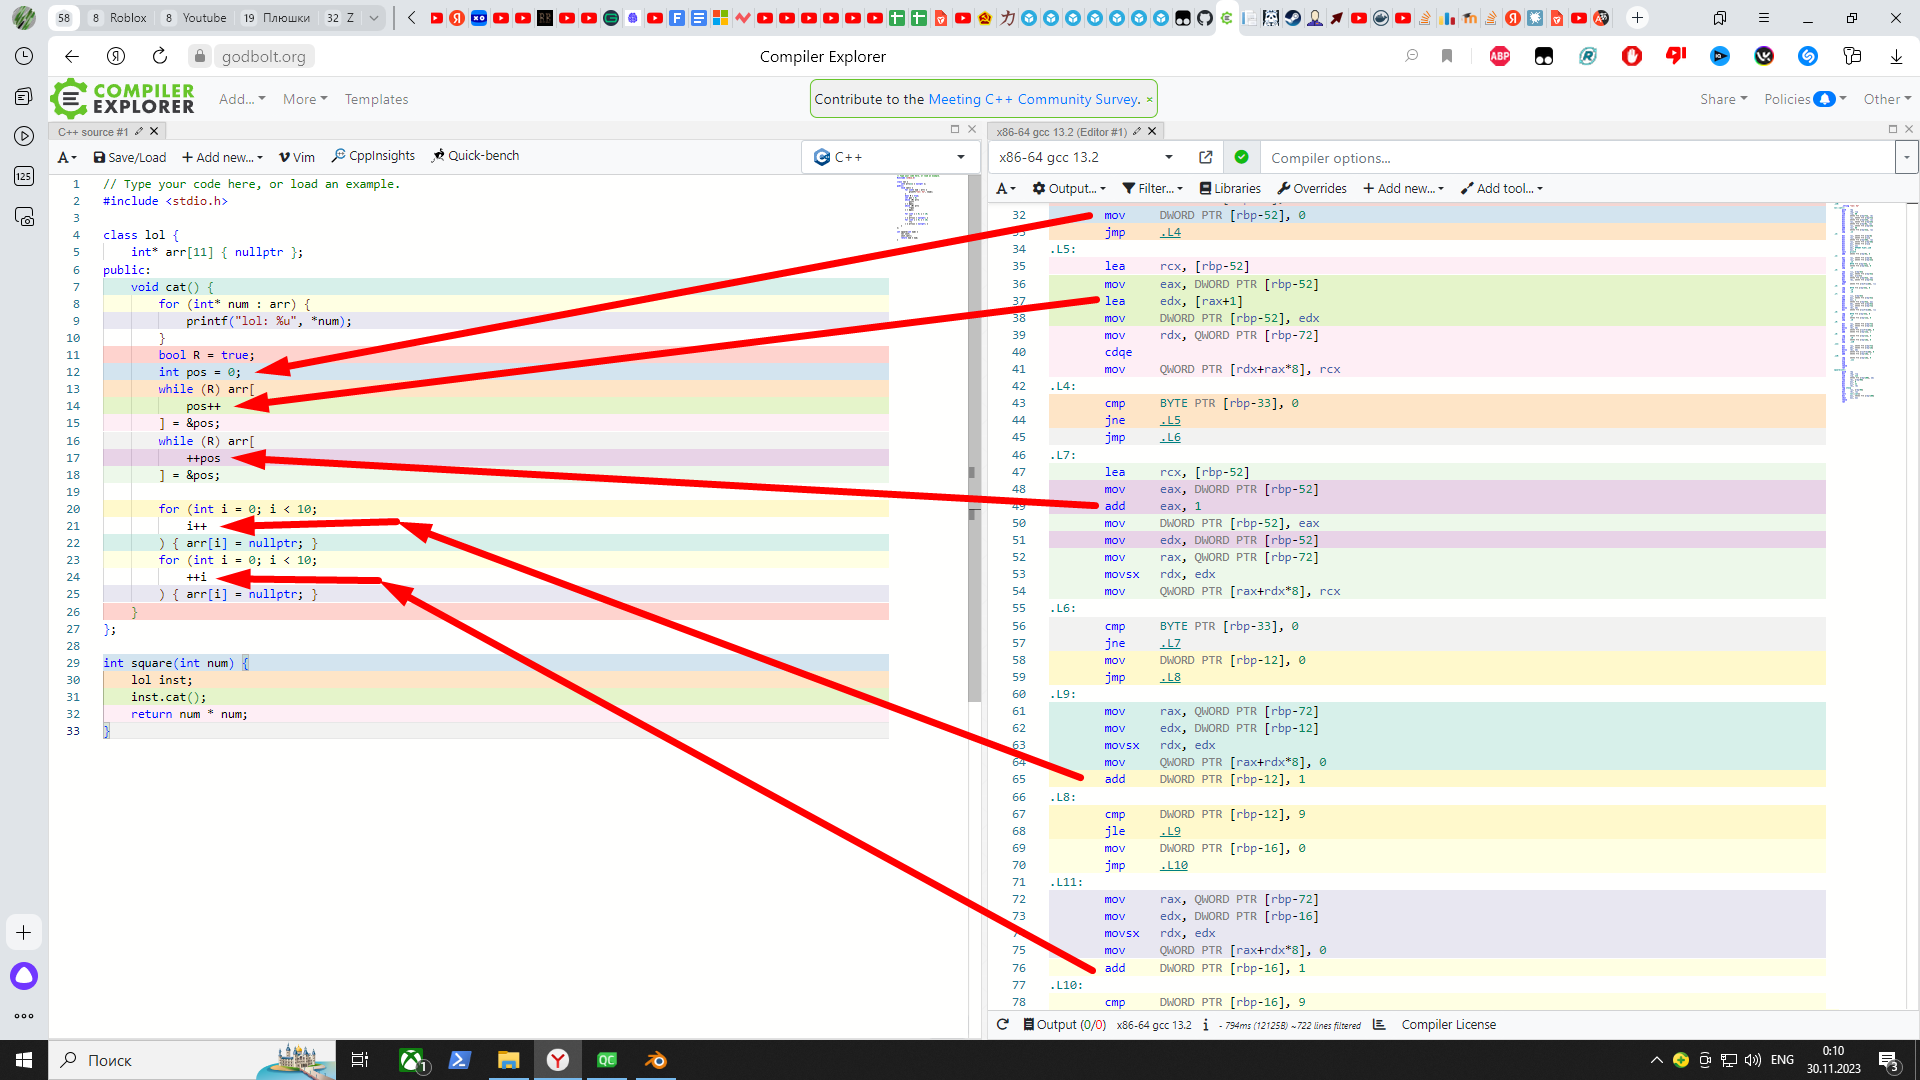 58 8 Roblox 8 Youtube 19 Плюшки 32 Z
godbolt.org Compiler Explorer ABP
COMPILER EXPLORER Add... More Templates Contribute to the Meeting C++ Community Survey. × Share Policies Other
C++ source #1
A Save/Load + Add new... Vim CppInsights Quick-bench C++
1 // Type your code here, or load an example.
2 #include <stdio.h>
3
4 class lol {
5 int* arr[11] { nullptr };
6 public:
7 void cat() {
8 for (int* num : arr) {
9 printf("lol: %u", *num);
10 }
11 bool R = true;
12 int pos = 0;
13 while (R) arr[
14 pos++
15 ] = &pos;
16 while (R) arr[
17 ++pos
18 ] = &pos;
19
20 for (int i = 0; i < 10;
21 i++
22 ) { arr[i] = nullptr; }
23 for (int i = 0; i < 10;
24 ++i
25 ) { arr[i] = nullptr; }
26 }
27 };
28
29 int square(int num) {
30 lol inst;
31 inst.cat();
32 return num * num;
33 }
x86-64 gcc 13.2 (Editor #1)
x86-64 gcc 13.2 Compiler options...
A Output... Filter... Libraries Overrides + Add new... Add tool...
32 mov DWORD PTR [rbp-52], 0
33 jmp .L4
34 .L5:
35 lea rcx, [rbp-52]
36 mov eax, DWORD PTR [rbp-52]
37 lea edx, [rax+1]
38 mov DWORD PTR [rbp-52], edx
39 mov rdx, QWORD PTR [rbp-72]
40 cdqe
41 mov QWORD PTR [rdx+rax*8], rcx
42 .L4:
43 cmp BYTE PTR [rbp-33], 0
44 jne .L5
45 jmp .L6
46 .L7:
47 lea rcx, [rbp-52]
48 mov eax, DWORD PTR [rbp-52]
49 add eax, 1
50 mov DWORD PTR [rbp-52], eax
51 mov edx, DWORD PTR [rbp-52]
52 mov rax, QWORD PTR [rbp-72]
53 movsx rdx, edx
54 mov QWORD PTR [rax+rdx*8], rcx
55 .L6:
56 cmp BYTE PTR [rbp-33], 0
57 jne .L7
58 mov DWORD PTR [rbp-12], 0
59 jmp .L8
60 .L9:
61 mov rax, QWORD PTR [rbp-72]
62 mov edx, DWORD PTR [rbp-12]
63 movsx rdx, edx
64 mov QWORD PTR [rax+rdx*8], 0
65 add DWORD PTR [rbp-12], 1
66 .L8:
67 cmp DWORD PTR [rbp-12], 9
68 jle .L9
69 mov DWORD PTR [rbp-16], 0
70 jmp .L10
71 .L11:
72 mov rax, QWORD PTR [rbp-72]
73 mov edx, DWORD PTR [rbp-16]
movsx rdx, edx
75 mov QWORD PTR [rax+rdx*8], 0
76 add DWORD PTR [rbp-16], 1
77 .L10:
78 cmp DWORD PTR [rbp-16], 9
Output (0/0) x86-64 gcc 13.2 i - 794ms (12125B) ~722 lines filtered Compiler License
125
Поиск 1 QC ENG 0:10
30.11.2023 3